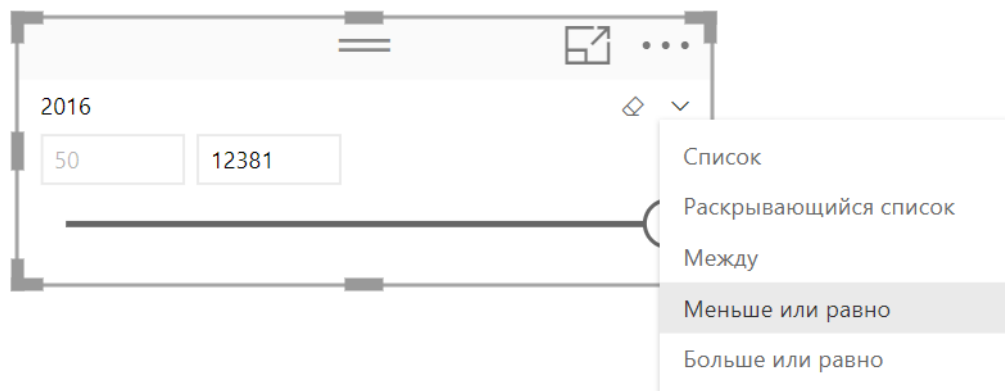 2016
50
12381
Список
Раскрывающийся список
Между
Меньше или равно
Больше или равно